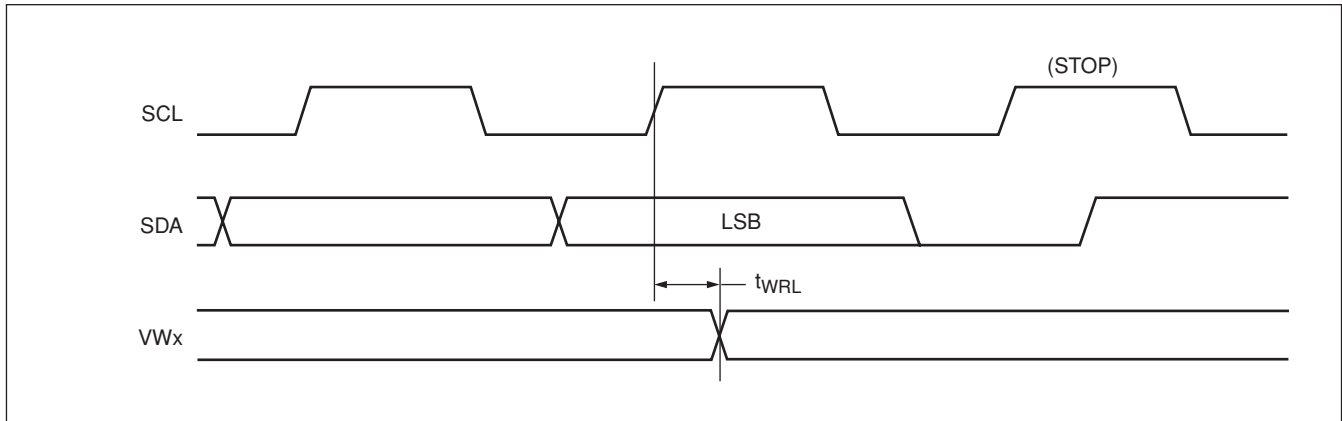 (STOP)
SCL
SDA
LSB
tWRL
VWx